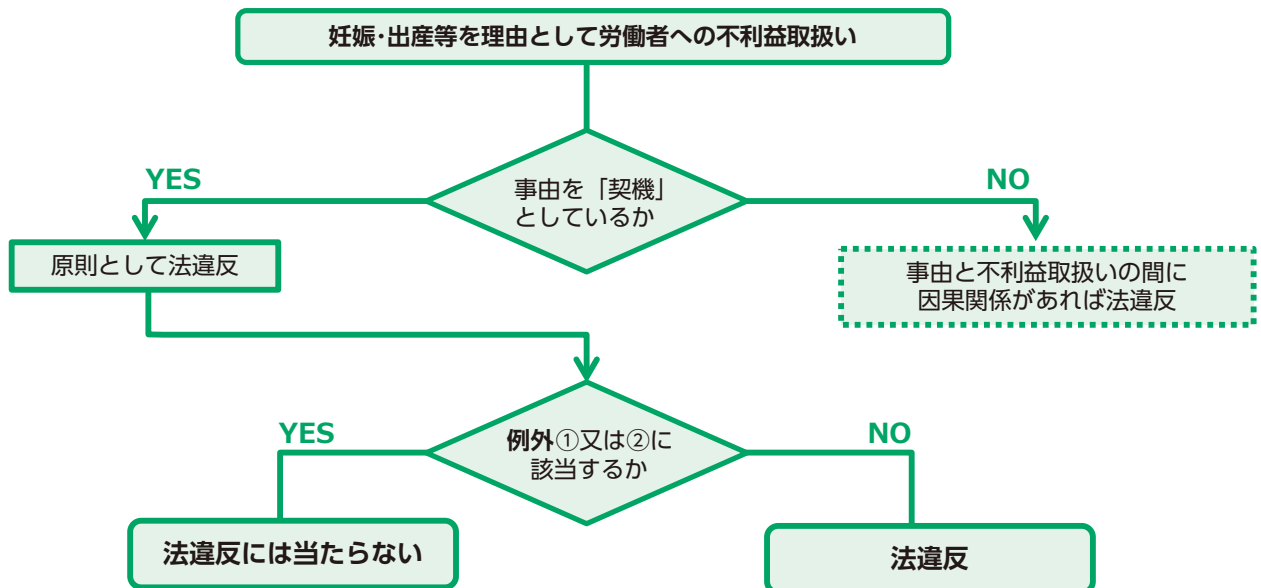 妊娠・出産等を理由として労働者への不利益取扱い
YES
事由を「契機」
としているか
NO
原則として法違反
事由と不利益取扱いの間に
因果関係があれば法違反
YES
例外①又は②に
該当するか
NO
法違反には当たらない
法違反